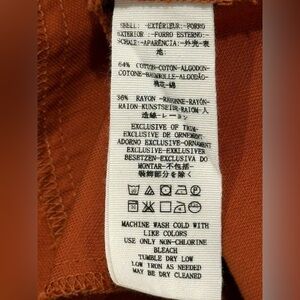 SHELL: -EXTÉRIEUR:-FORRO
EXTERIOR :-FORRO ESTERNO:-
SCHALE:-APARÊNCIA:-外壳-表
地:
64% COTTON-COTON-ALGODON-
COTONE-BAUMWOLLE-ALGODÃO-
棉花-綿
36% RAYON-RAYONNE-RAYÓN-
RAION-KUNSTSEIDE-RAIOM-人
造絲-レーヨン
EXCLUSIVE OF TRIM-
EXCLUSIVE DE ORNEMENT-
ADORNO EXCLUSIVO-ORNAMENT
EXCLUSIVE-EXKLUSIVER
BESETZEN-EXCLUSIVA DO
MONTAR-不包括-
装飾部分を除く
MACHINE WASH COLD WITH
LIKE COLORS
USE ONLY NON-CHLORINE
BLEACH
TUMBLE DRY LOW
LOW IRON AS NEEDED
MAY BE DRY CLEANED